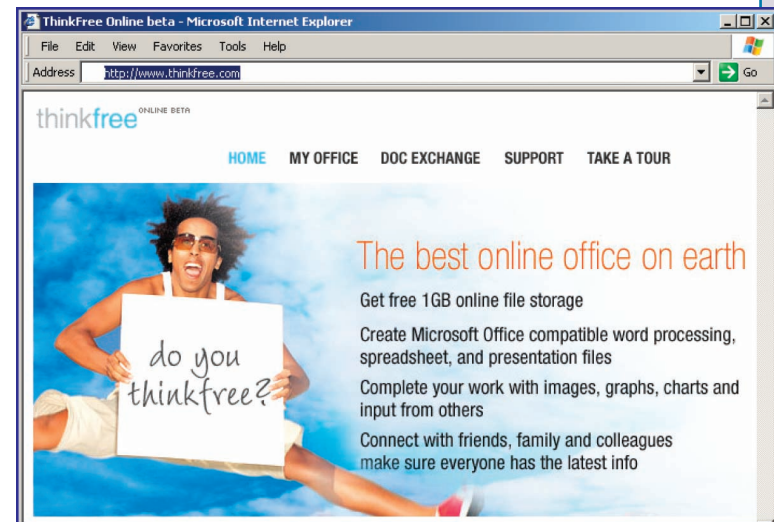 ThinkFree Online beta - Microsoft Internet Explorer
File Edit View Favorites Tools Help
Address http://www.thinkfree.com Go
thinkfree ONLINE BETA
HOME MY OFFICE DOC EXCHANGE SUPPORT TAKE A TOUR
The best online office on earth
Get free 1GB online file storage
Create Microsoft Office compatible word processing,
spreadsheet, and presentation files
Complete your work with images, graphs, charts and
input from others
Connect with friends, family and colleagues
make sure everyone has the latest info
do you
thinkfree?